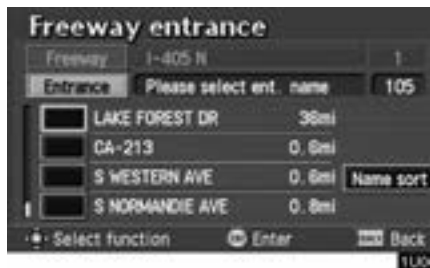 Freeway entrance
Freeway I-405 N 1
Entrance Please select ent. name 105
LAKE FOREST DR 36mi
CA-213 0.6mi
S WESTERN AVE 0.6mi Name sort
S NORMANDIE AVE 0.8mi
Select function Enter Back